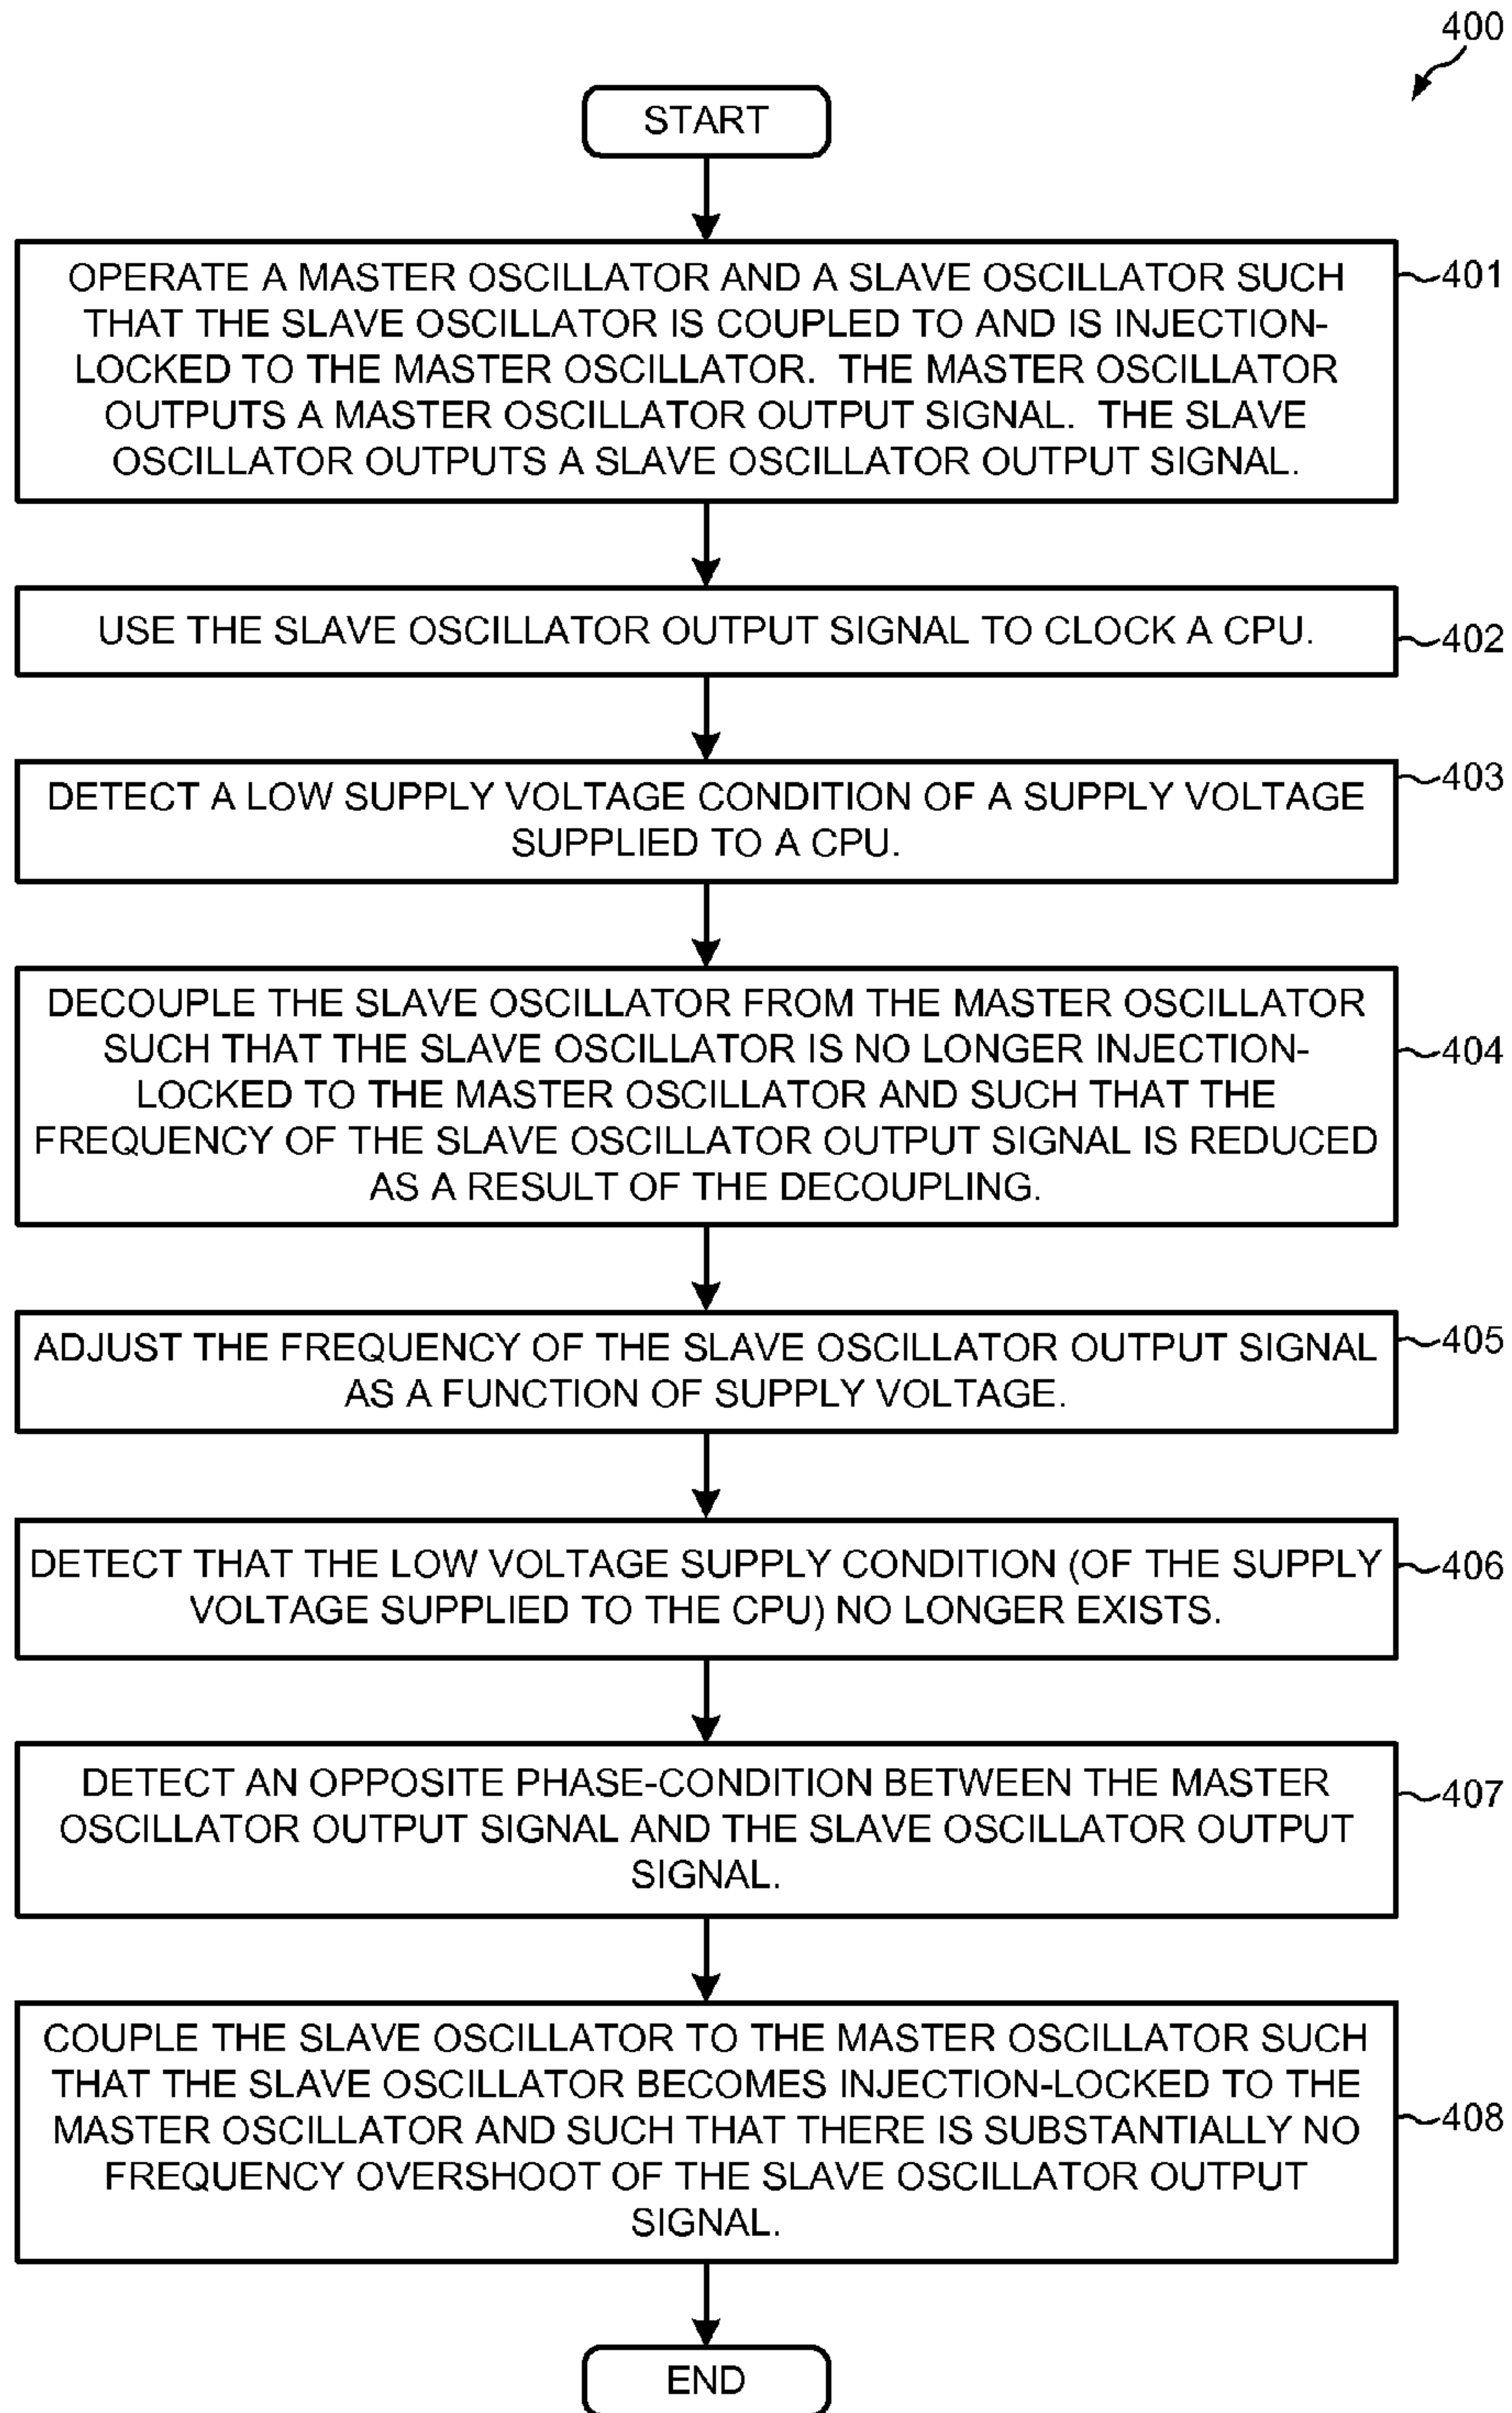 400
START
OPERATE A MASTER OSCILLATOR AND A SLAVE OSCILLATOR SUCH
THAT THE SLAVE OSCILLATOR IS COUPLED TO AND IS INJECTION-
LOCKED TO THE MASTER OSCILLATOR. THE MASTER OSCILLATOR
OUTPUTS A MASTER OSCILLATOR OUTPUT SIGNAL. THE SLAVE
OSCILLATOR OUTPUTS A SLAVE OSCILLATOR OUTPUT SIGNAL.
401
USE THE SLAVE OSCILLATOR OUTPUT SIGNAL TO CLOCK A CPU.
402
DETECT A LOW SUPPLY VOLTAGE CONDITION OF A SUPPLY VOLTAGE
SUPPLIED TO A CPU.
403
DECOUPLE THE SLAVE OSCILLATOR FROM THE MASTER OSCILLATOR
SUCH THAT THE SLAVE OSCILLATOR IS NO LONGER INJECTION-
LOCKED TO THE MASTER OSCILLATOR AND SUCH THAT THE
FREQUENCY OF THE SLAVE OSCILLATOR OUTPUT SIGNAL IS REDUCED
AS A RESULT OF THE DECOUPLING.
404
ADJUST THE FREQUENCY OF THE SLAVE OSCILLATOR OUTPUT SIGNAL
AS A FUNCTION OF SUPPLY VOLTAGE.
405
DETECT THAT THE LOW VOLTAGE SUPPLY CONDITION (OF THE SUPPLY
VOLTAGE SUPPLIED TO THE CPU) NO LONGER EXISTS.
406
DETECT AN OPPOSITE PHASE-CONDITION BETWEEN THE MASTER
OSCILLATOR OUTPUT SIGNAL AND THE SLAVE OSCILLATOR OUTPUT
SIGNAL.
407
COUPLE THE SLAVE OSCILLATOR TO THE MASTER OSCILLATOR SUCH
THAT THE SLAVE OSCILLATOR BECOMES INJECTION-LOCKED TO THE
MASTER OSCILLATOR AND SUCH THAT THERE IS SUBSTANTIALLY NO
FREQUENCY OVERSHOOT OF THE SLAVE OSCILLATOR OUTPUT
SIGNAL.
408
END